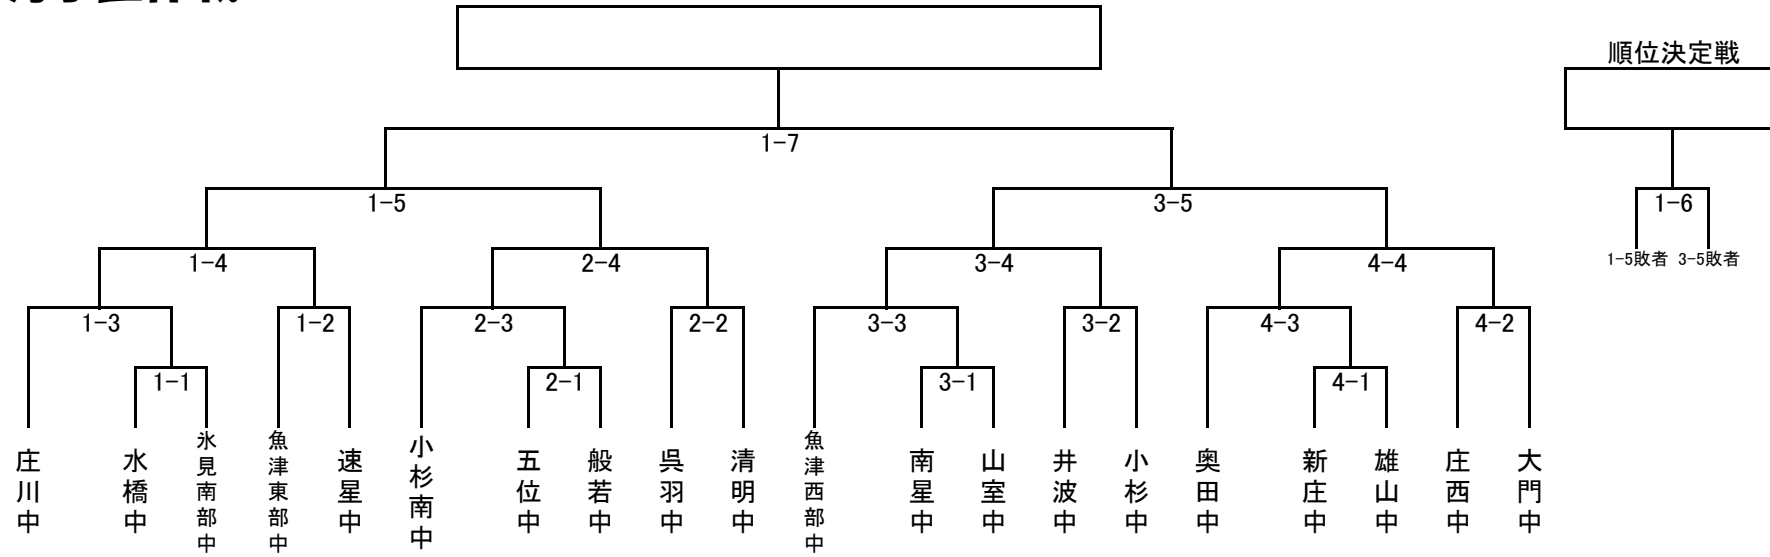 順位決定戦
1-7
1-5
3-5
1-6
1-4
2-4
3-4
4-4
1-5敗者
3-5敗者
1-3
1-2
2-3
2-2
3-3
3-2
4-3
4-2
1-1
2-1
3-1
4-1
庄川中
水橋中
氷見南部中
魚津東部中
速星中
小杉南中
五位中
般若中
呉羽中
清明中
魚津西部中
南星中
山室中
井波中
小杉中
奥田中
新庄中
雄山中
庄西中
大門中